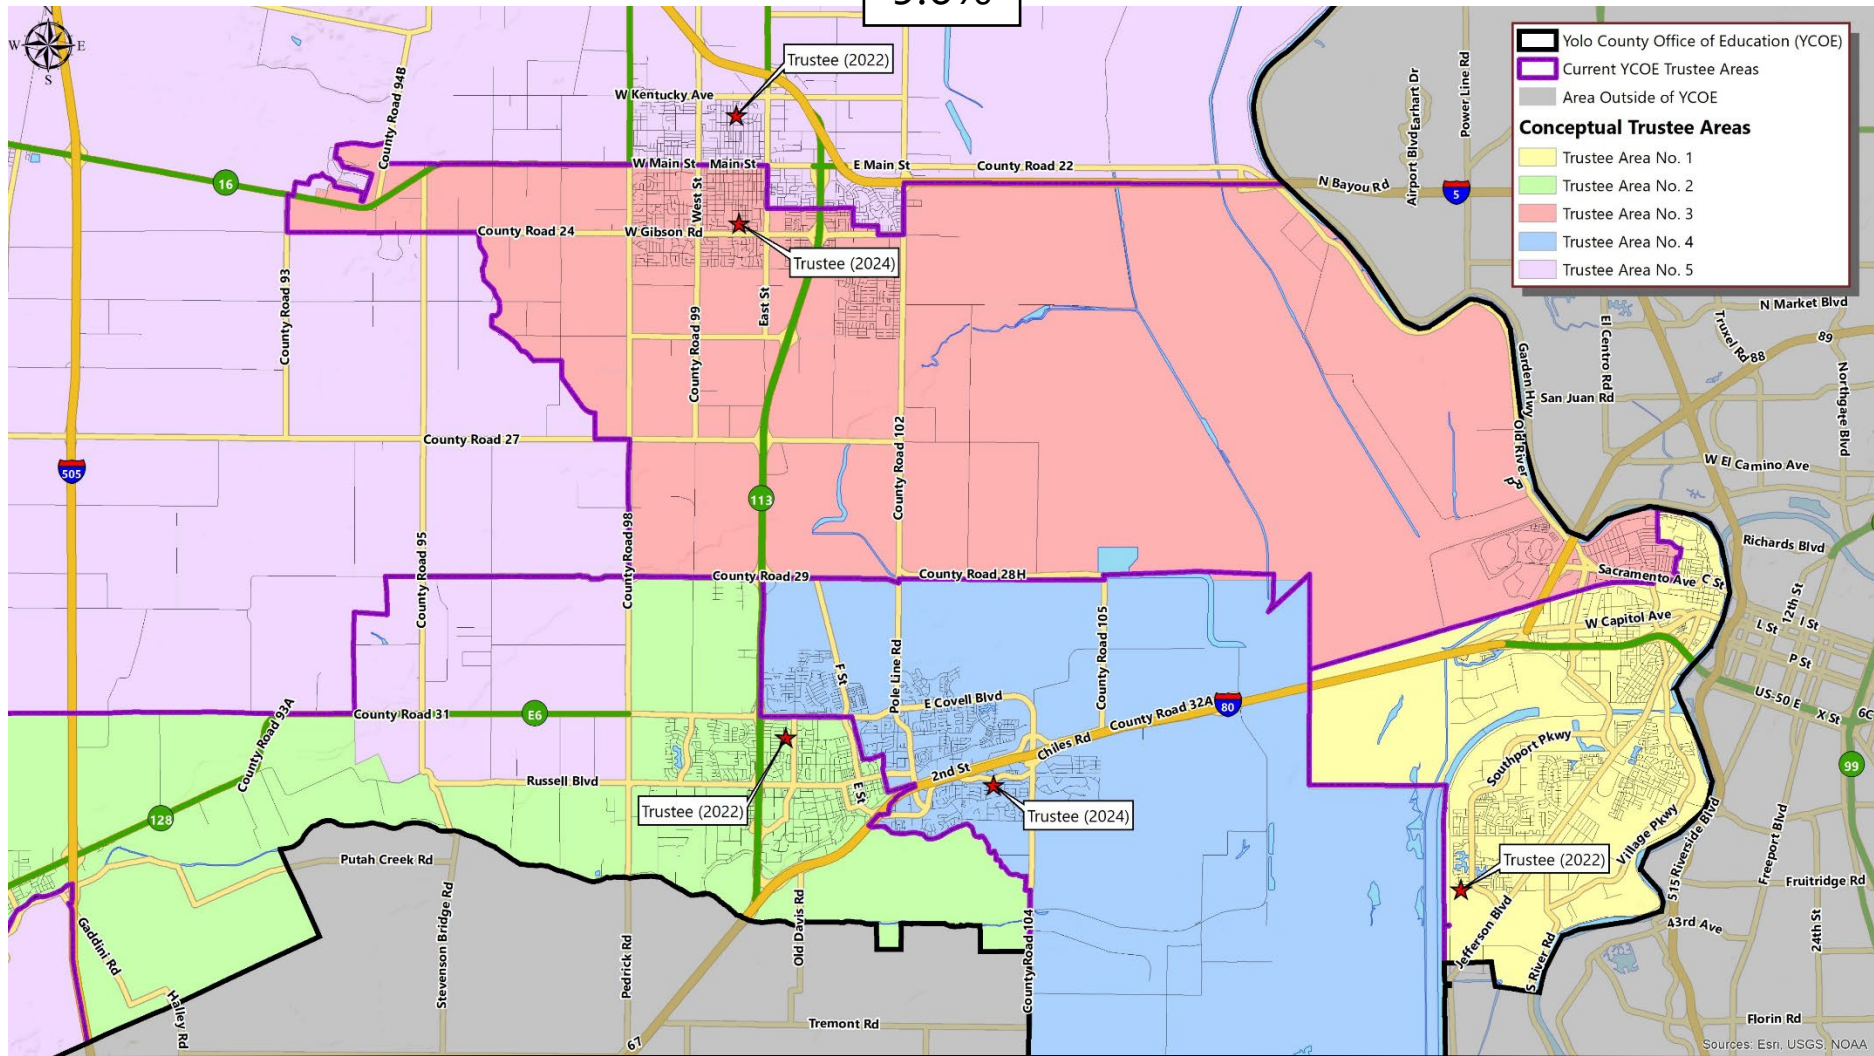 N
W
E
S
Yolo County Office of Education (YCOE)
Current YCOE Trustee Areas
Area Outside of YCOE
Conceptual Trustee Areas
Trustee Area No. 1
Trustee Area No. 2
Trustee Area No. 3
Trustee Area No. 4
Trustee Area No. 5
Trustee (2022)
W Kentucky Ave
County Road 94B
Airport Blvd
Earhart Dr
Power Line Rd
W Main St
Main St
E Main St
County Road 22
N Bayou Rd
5
16
West St
County Road 24
W Gibson Rd
Trustee (2024)
County Road 93
County Road 99
East St
N Market Blvd
Truxel Rd
88
89
El Centro Rd
Northgate Blvd
Garden Hwy
San Juan Rd
Old River Rd
County Road 27
505
W El Camino Ave
County Road 102
113
County Road 98
County Road 95
Richards Blvd
County Road 29
County Road 28H
Sacramento Ave
C St
12th St
I St
L St
W Capitol Ave
P St
County Road 105
F St
Pole Line Rd
E Covell Blvd
County Road 32A
80
US-50 E
X St
County Road 93A
County Road 31
E6
Chiles Rd
Southport Pkwy
99
2nd St
Russell Blvd
E St
Trustee (2022)
Trustee (2024)
128
Village Pkwy
515
Riverside Blvd
Freeport Blvd
Putah Creek Rd
Trustee (2022)
Fruitridge Rd
Jefferson Blvd
43rd Ave
24th St
Gaddini Rd
Stevenson Bridge Rd
Pedrick Rd
Old Davis Rd
County Road 104
S River Rd
Halley Rd
Tremont Rd
67
Florin Rd
Sources: Esri, USGS, NOAA